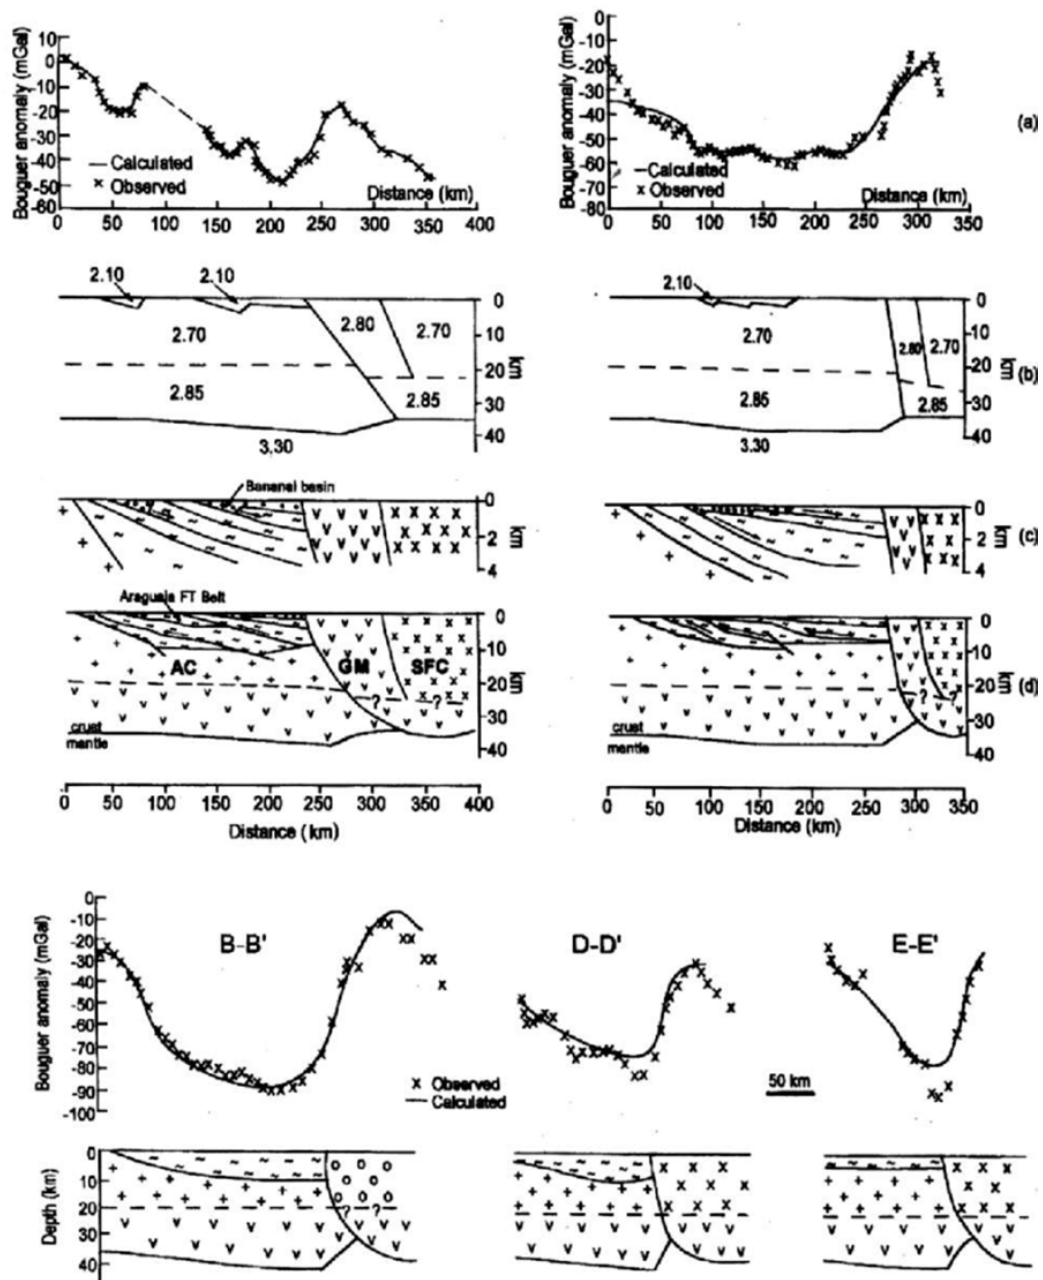 Bouguer anomaly (mGal)
10
0
-10
-20
-30
-40
-50
-60
— Calculated
x Observed
Distance (km)
0 50 100 150 200 250 300 350 400
Bouguer anomaly (mGal)
0
-10
-20
-30
-40
-50
-60
-70
-80
— Calculated
x Observed
Distance (km)
0 50 100 150 200 250 300 350
(a)
2.10 2.10
2.70 2.80 2.70
2.85 2.85
3.30
0
10
20
30
40
km
2.10
2.70 2.80 2.70
2.85 2.85
3.30
0
10
20
30
40
km
(b)
Bananal basin
0
2
4
km
0
2
4
km
(c)
Araguaia FT Belt
AC GM SFC
? ?
crust
mantle
0
10
20
30
40
km
? ?
crust
mantle
0
10
20
30
40
km
(d)
0 50 100 150 200 250 300 350 400
Distance (km)
0 50 100 150 200 250 300 350
Distance (km)
Bouguer anomaly (mGal)
0
-10
-20
-30
-40
-50
-60
-70
-80
-90
-100
B-B' D-D' E-E'
x Observed
— Calculated
50 km
Depth (km)
0
10
20
30
40
? ?